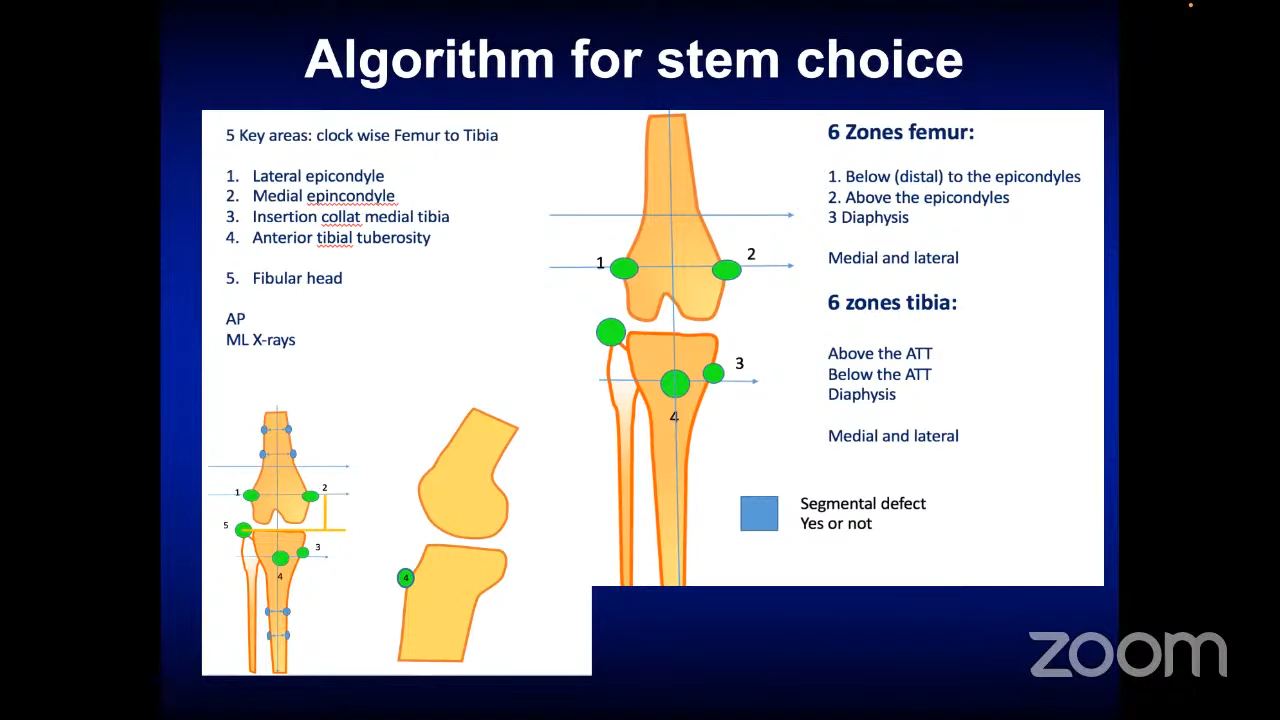 Algorithm for stem choice
5 Key areas: clock wise Femur to Tibia
1. Lateral epicondyle
2. Medial epincondyle
3. Insertion collat medial tibia
4. Anterior tibial tuberosity
5. Fibular head
AP
ML X-rays
1
2
5
3
4
4
1
2
3
4
6 Zones femur:
1. Below (distal) to the epicondyles
2. Above the epicondyles
3 Diaphysis
Medial and lateral
6 zones tibia:
Above the ATT
Below the ATT
Diaphysis
Medial and lateral
Segmental defect
Yes or not
zoom